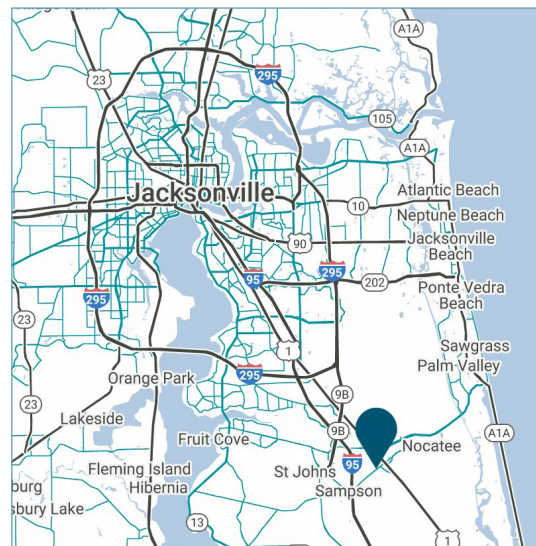 A1A
23
295
105
A1A
Jacksonville
Atlantic Beach
10
Neptune Beach
90
Jacksonville
Beach
95
295
202
295
Ponte Vedra
Beach
23
1
Sawgrass
Palm Valley
295
Orange Park
9B
23
Lakeside
9B
A1A
Fruit Cove
Nocatee
Fleming Island
95
St Johns
Hibernia
Sampson
burg
sbury Lake
13
1